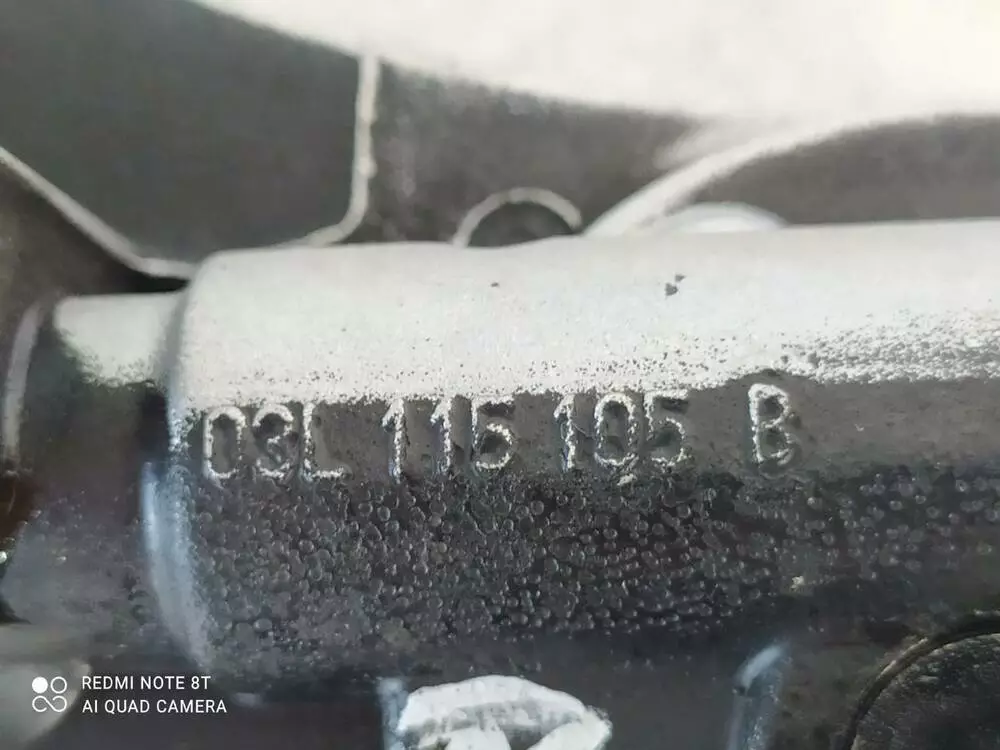 03L 115 105 B
REDMI NOTE 8T
AI QUAD CAMERA